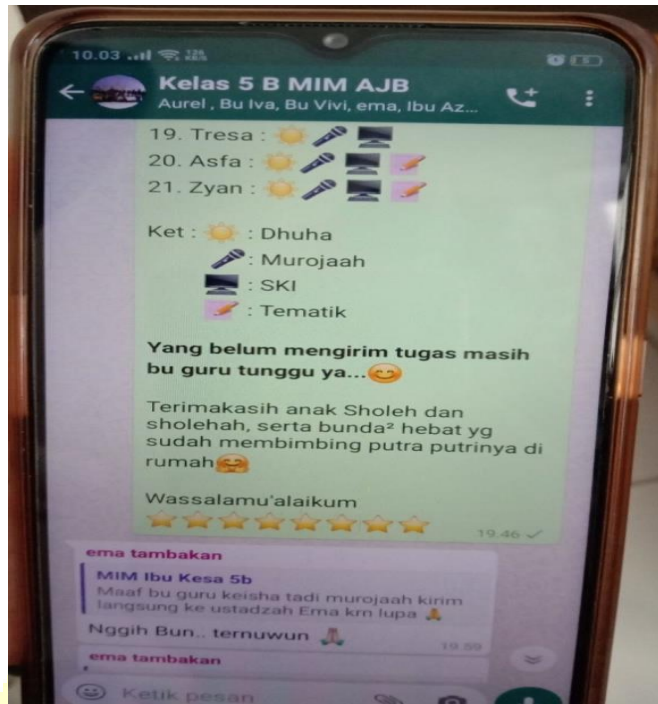 10.03
Kelas 5 B MIM AJB
Aurel , Bu Iva, Bu Vivi, ema, Ibu Az...
19. Tresa : ☀️ 🎤 🖥️
20. Asfa : ☀️ 🎤 🖥️ 📝
21. Zyan : ☀️ 🎤 🖥️ 📝
Ket : ☀️ : Dhuha
🎤 : Murojaah
🖥️ : SKI
📝 : Tematik
Yang belum mengirim tugas masih
bu guru tunggu ya...😊
Terimakasih anak Sholeh dan
sholehah, serta bunda² hebat yg
sudah membimbing putra putrinya di
rumah🤗
Wassalamu'alaikum
⭐⭐⭐⭐⭐⭐⭐⭐
19.46
ema tambakan
MIM Ibu Kesa 5b
Maaf bu guru keisha tadi murojaah kirim
langsung ke ustadzah Ema krn lupa 🙏
Nggih Bun.. ternuwun 🙏
19.59
ema tambakan
Ketik pesan